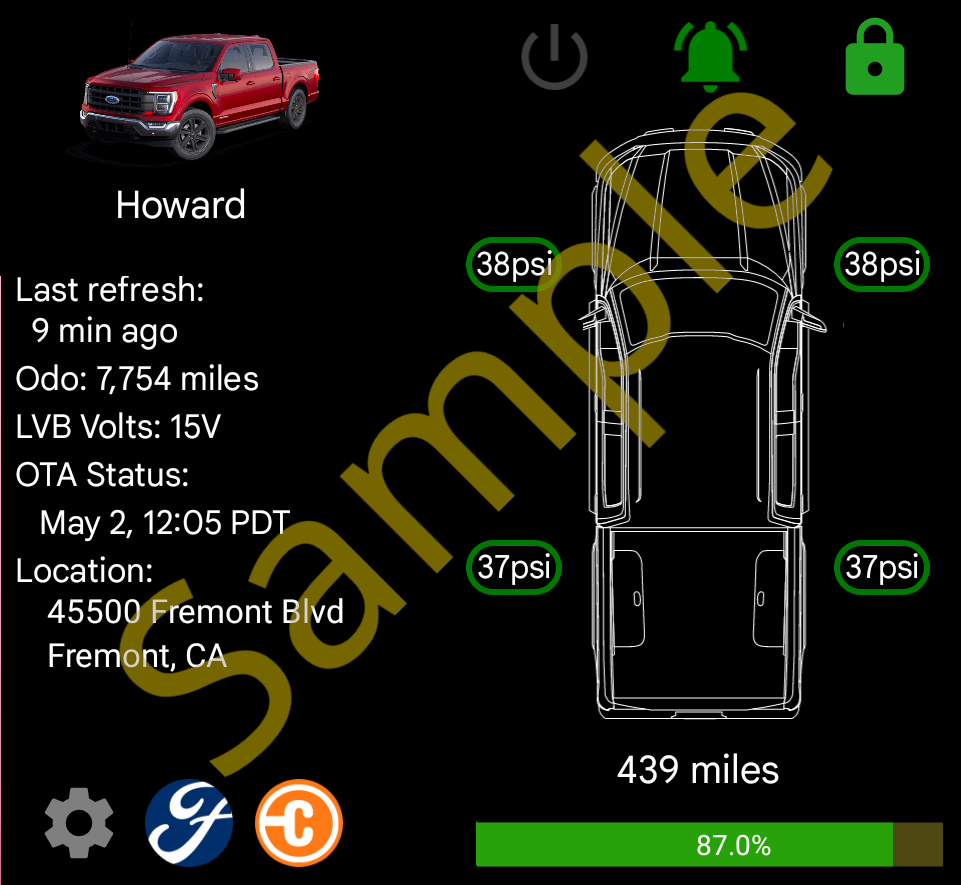 Howard
Last refresh:
9 min ago
Odo: 7,754 miles
LVB Volts: 15V
OTA Status:
May 2, 12:05 PDT
Location:
45500 Fremont Blvd
Fremont, CA
38psi
38psi
37psi
37psi
439 miles
87.0%
Sample